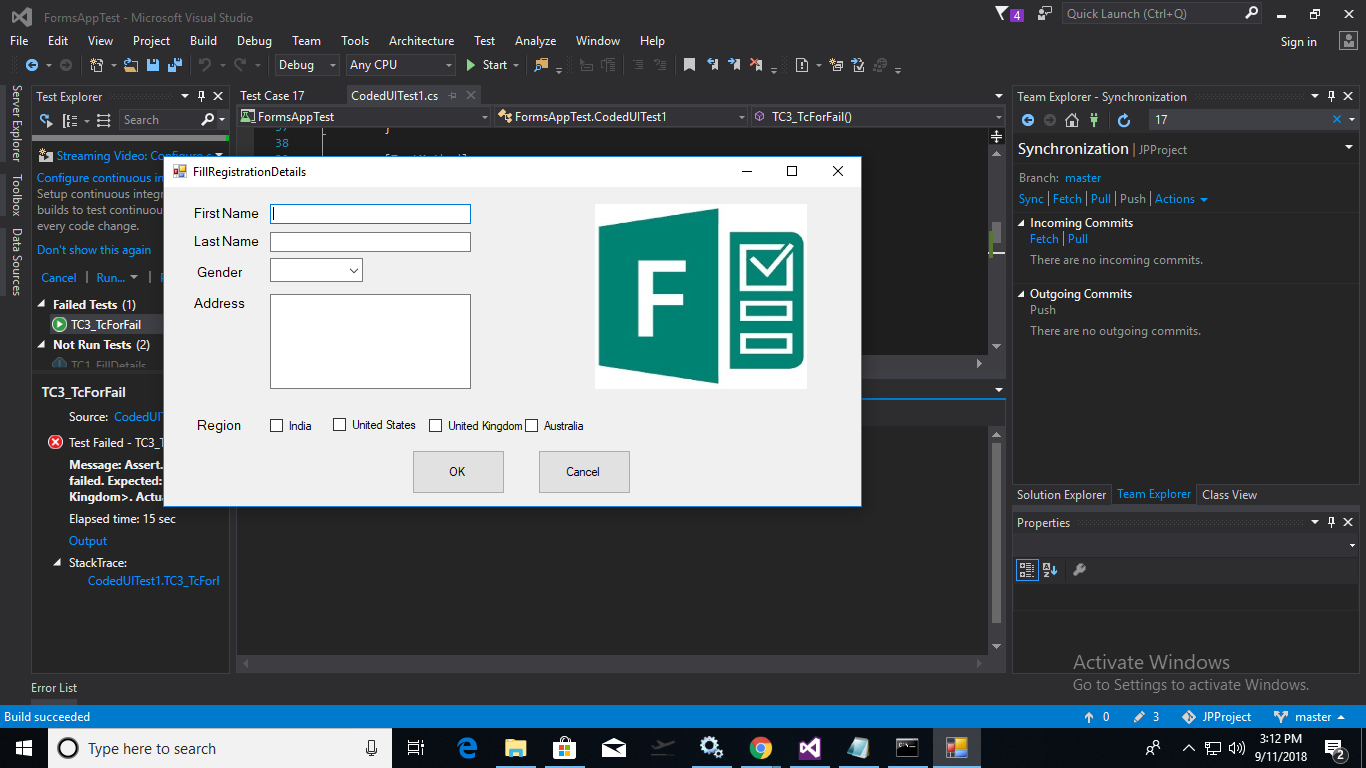 FormsAppTest - Microsoft Visual Studio
4
Quick Launch (Ctrl+Q)
File Edit View Project Build Debug Team Tools Architecture Test Analyze Window Help
Sign in
Debug Any CPU Start
Server Explorer
Toolbox
Data Sources
Test Explorer
Search
Streaming Video: Configure
Configure continuous in
Setup continuous integr
builds to test continuou
every code change.
Don't show this again
Cancel | Run...
Failed Tests (1)
TC3_TcForFail
Not Run Tests (2)
TC1_FillDetails
TC3_TcForFail
Source: CodedUIT
Test Failed - TC3_T
Message: Assert.
failed. Expected:
Kingdom>. Actu
Elapsed time: 15 sec
Output
StackTrace:
CodedUITest1.TC3_TcForF
Test Case 17 CodedUITest1.cs
FormsAppTest FormsAppTest.CodedUITest1 TC3_TcForFail()
37
38
FillRegistrationDetails
First Name
Last Name
Gender
Address
F
Region India United States United Kingdom Australia
OK Cancel
Team Explorer - Synchronization
17
Synchronization | JPProject
Branch: master
Sync | Fetch | Pull | Push | Actions
Incoming Commits
Fetch | Pull
There are no incoming commits.
Outgoing Commits
Push
There are no outgoing commits.
Solution Explorer Team Explorer Class View
Properties
Activate Windows
Go to Settings to activate Windows.
Error List
Build succeeded
0 3 JPProject master
Type here to search
3:12 PM
9/11/2018
2